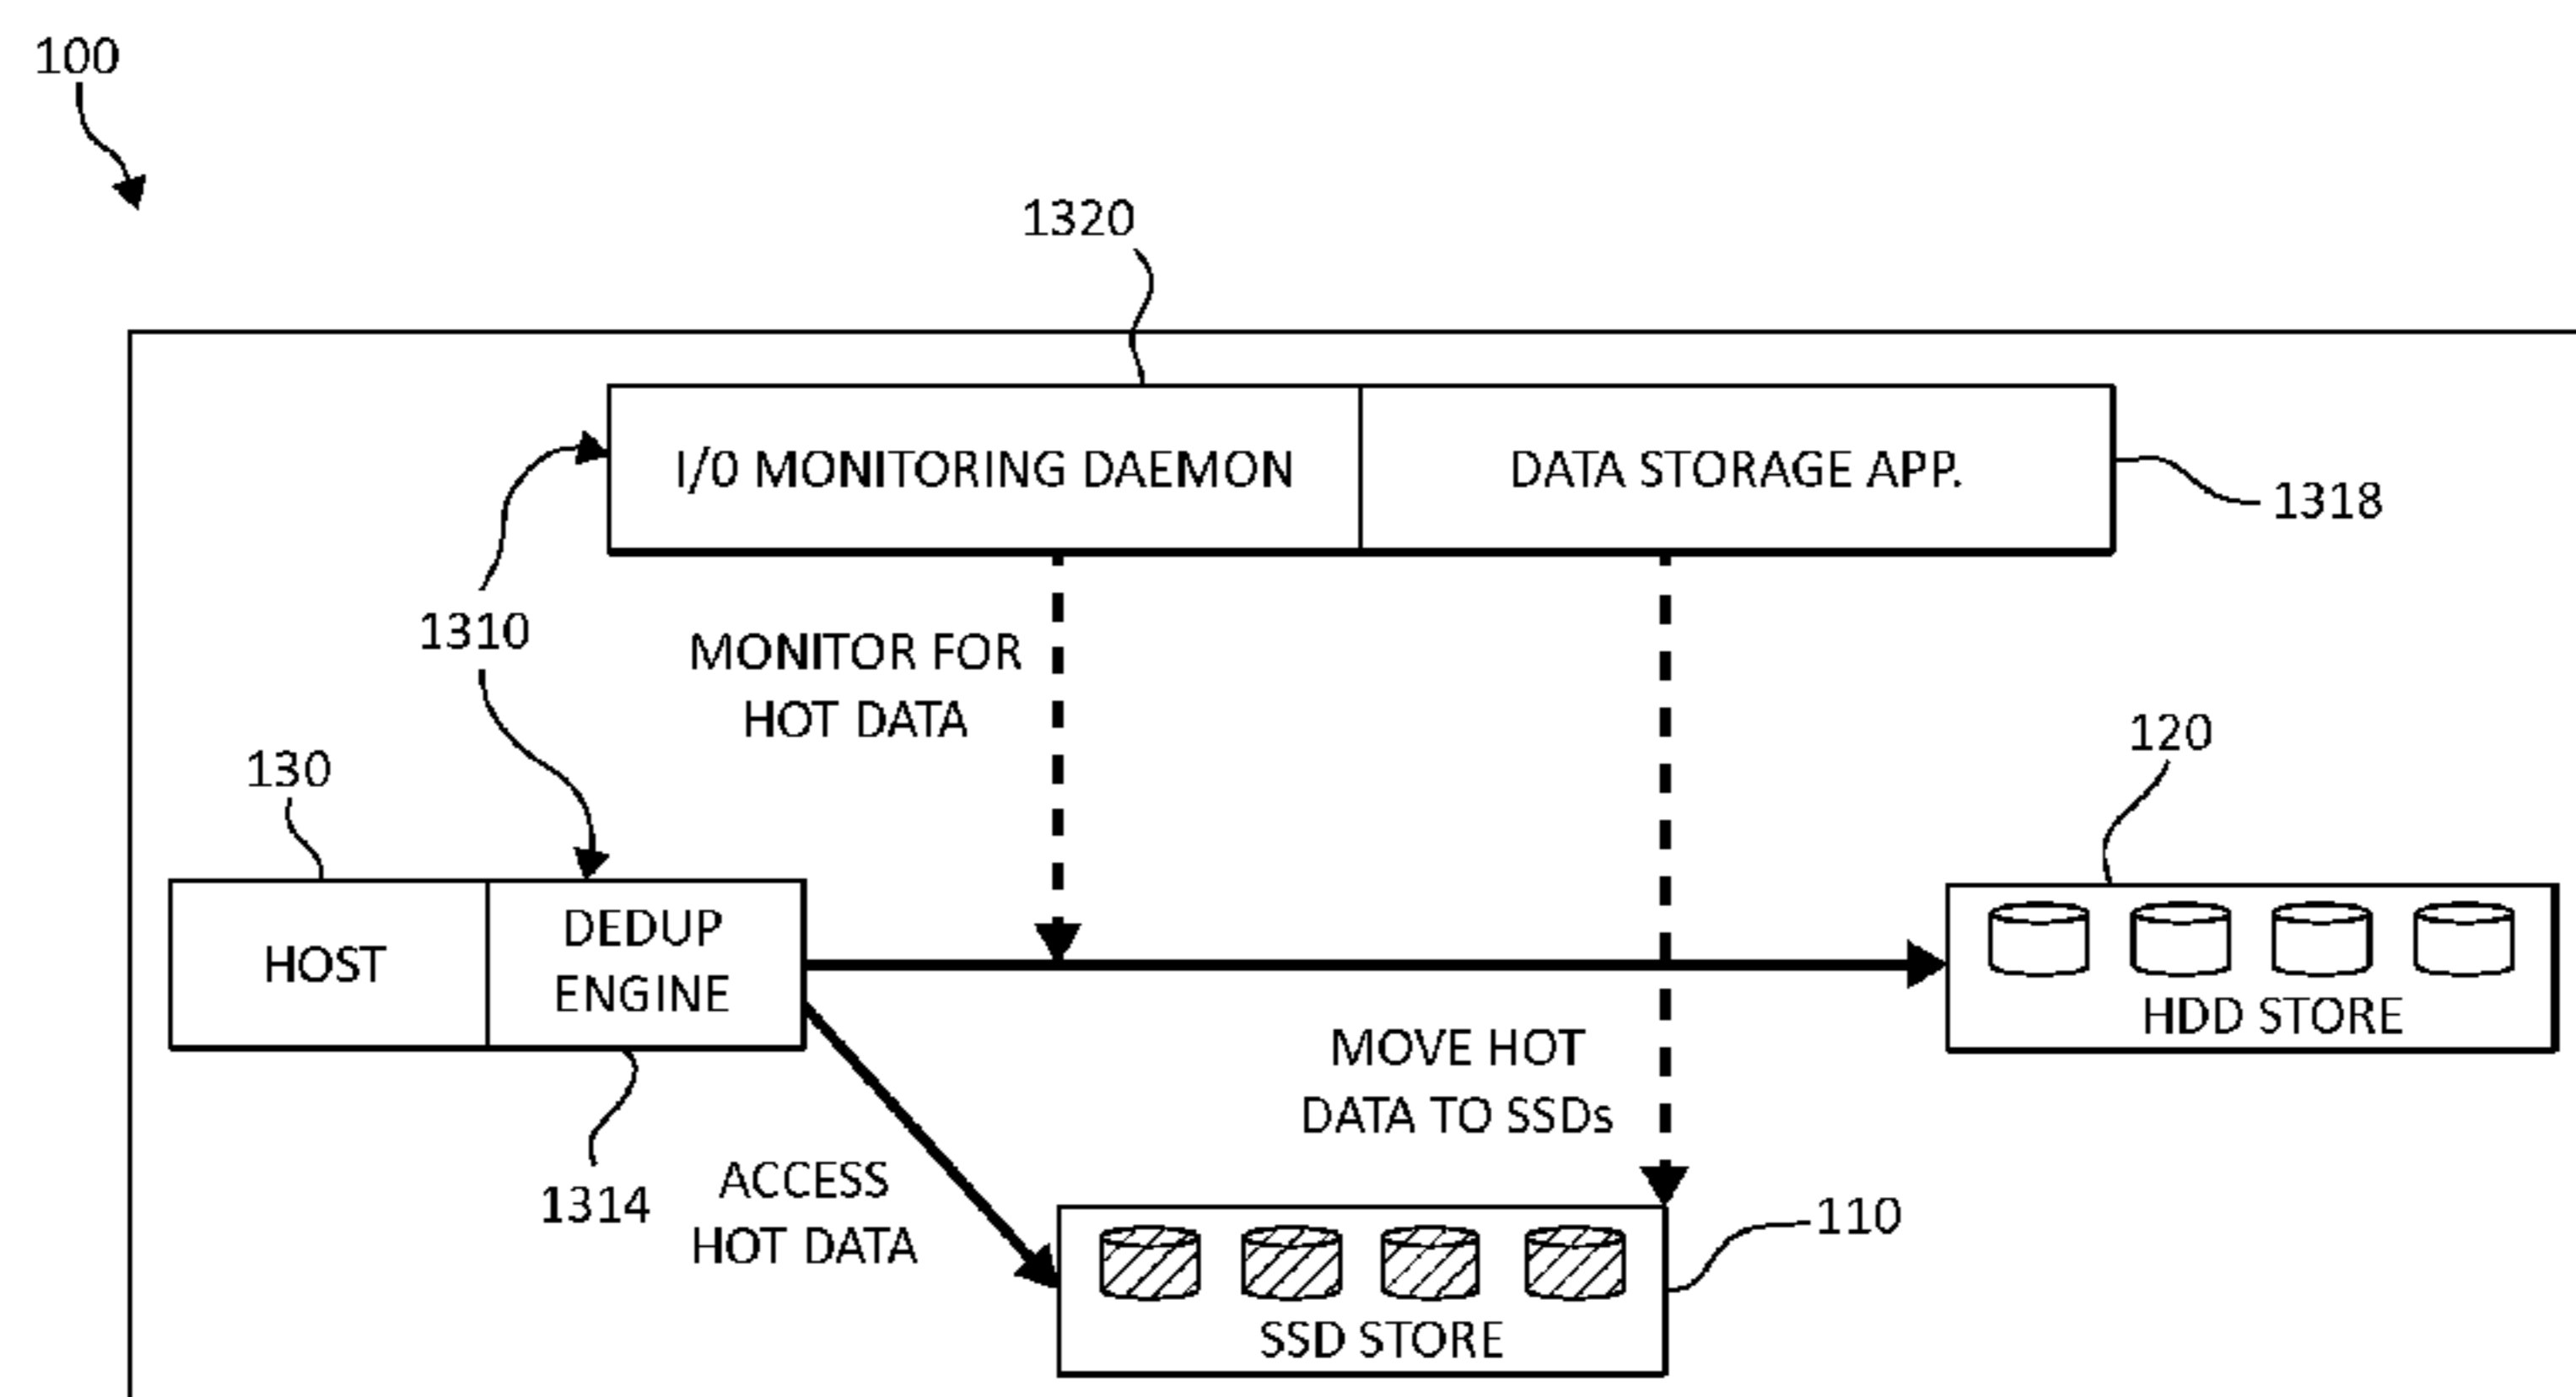 100
1320
I/0 MONITORING DAEMON
DATA STORAGE APP.
1318
1310
MONITOR FOR
HOT DATA
130
120
HOST
DEDUP
ENGINE
HDD STORE
MOVE HOT
DATA TO SSDs
1314
ACCESS
HOT DATA
110
SSD STORE